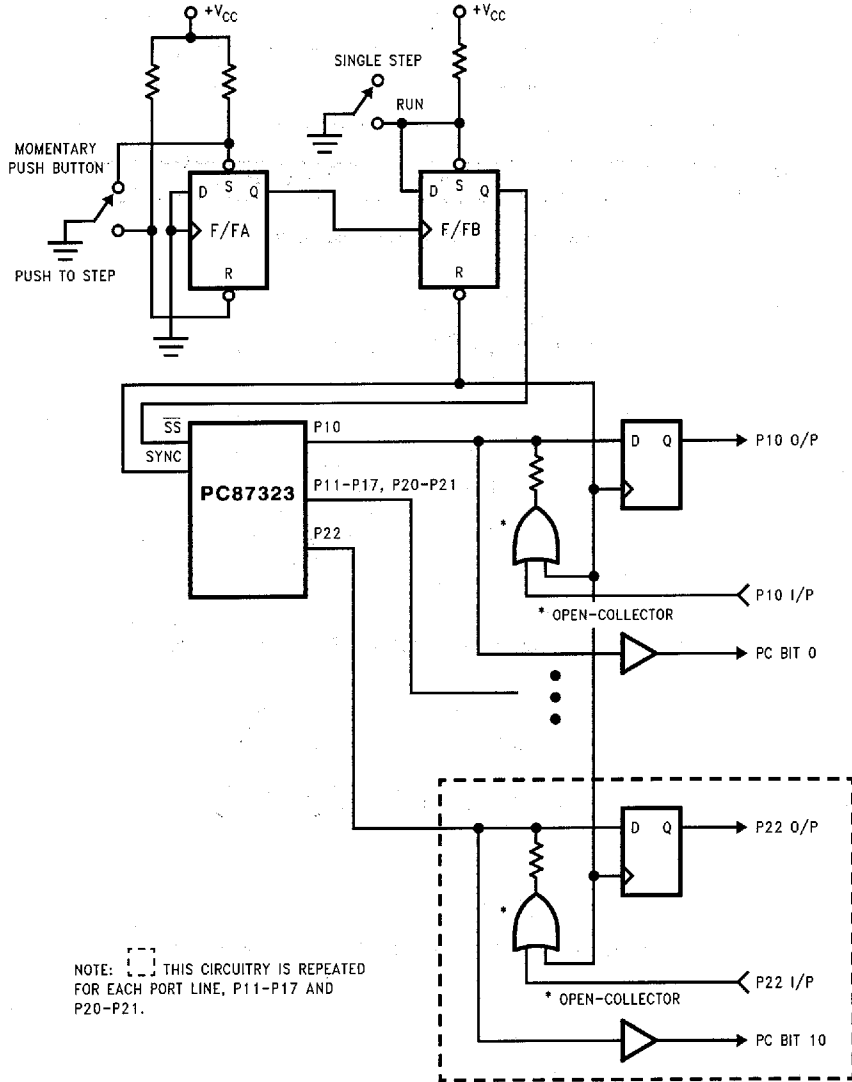 +VCC
+VCC
SINGLE STEP
RUN
MOMENTARY
PUSH BUTTON
D S Q
F/FA
R
D S Q
F/FB
R
PUSH TO STEP
SS
SYNC
PC87323
P10
P11-P17, P20-P21
P22
D Q
P10 O/P
*
P10 I/P
* OPEN-COLLECTOR
PC BIT 0
D Q
P22 O/P
*
P22 I/P
* OPEN-COLLECTOR
PC BIT 10
NOTE: THIS CIRCUITRY IS REPEATED
FOR EACH PORT LINE, P11-P17 AND
P20-P21.